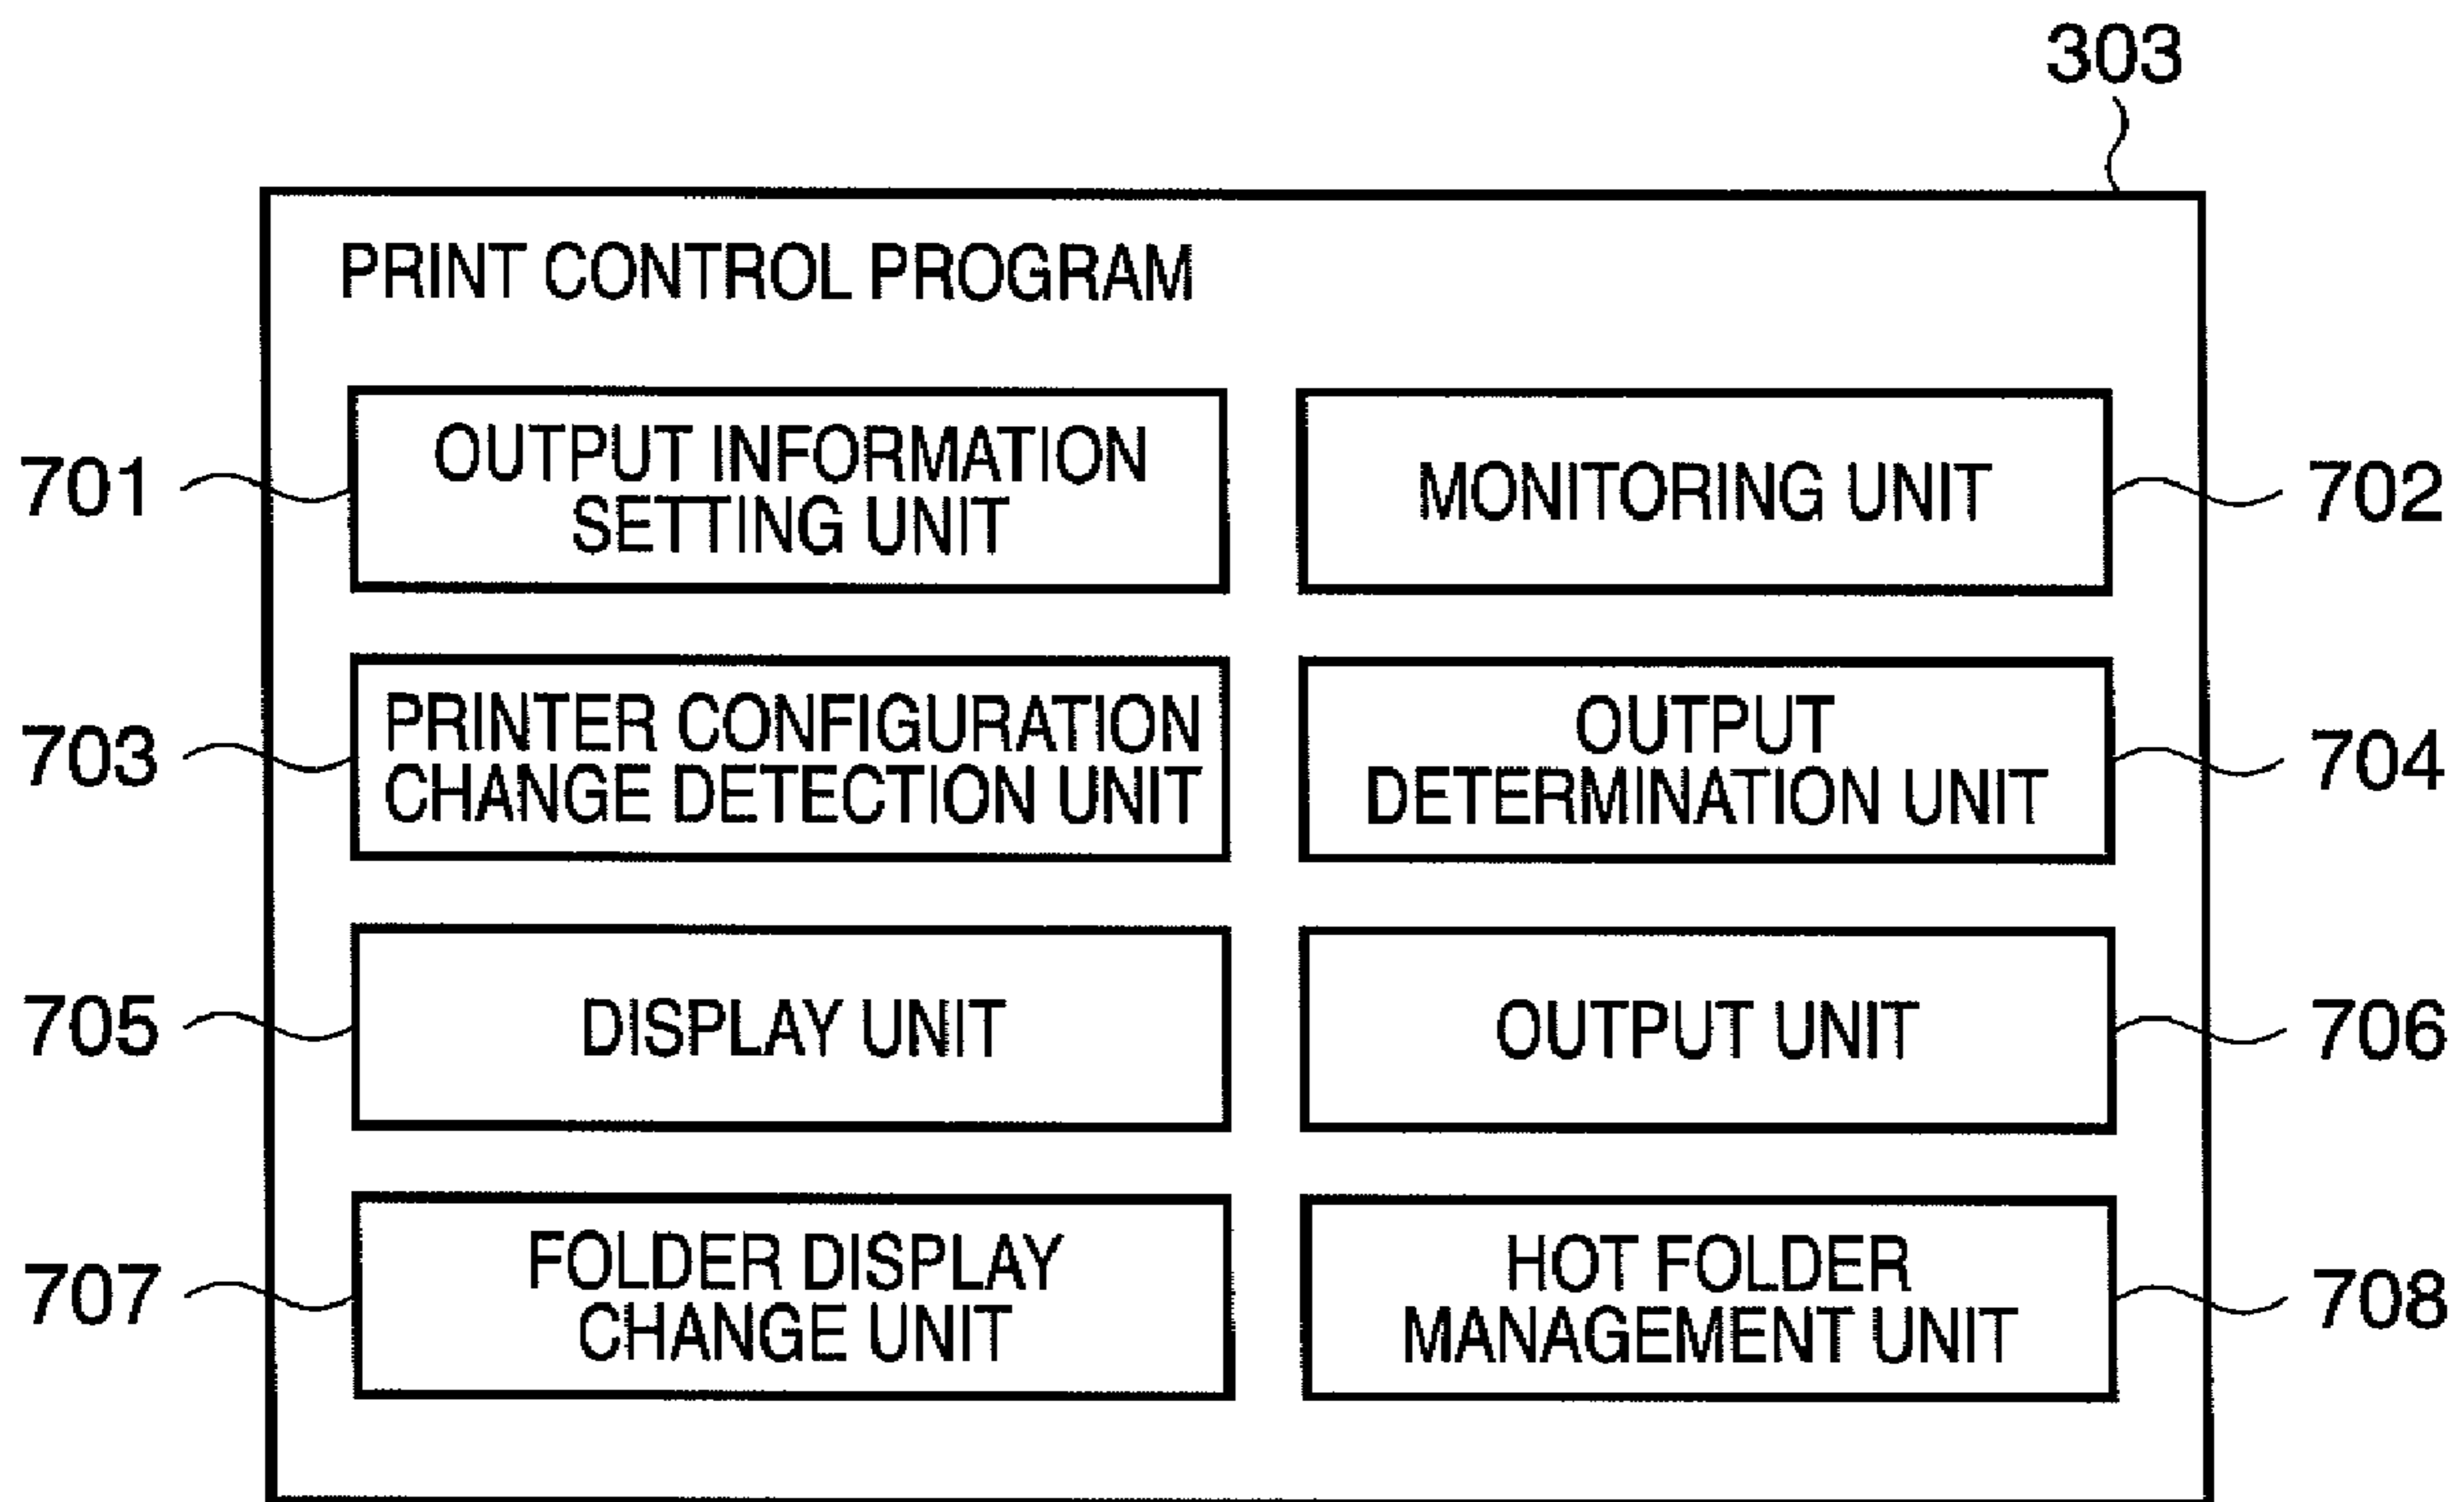 303
PRINT CONTROL PROGRAM
701
OUTPUT INFORMATION
SETTING UNIT
MONITORING UNIT
702
703
PRINTER CONFIGURATION
CHANGE DETECTION UNIT
OUTPUT
DETERMINATION UNIT
704
705
DISPLAY UNIT
OUTPUT UNIT
706
707
FOLDER DISPLAY
CHANGE UNIT
HOT FOLDER
MANAGEMENT UNIT
708